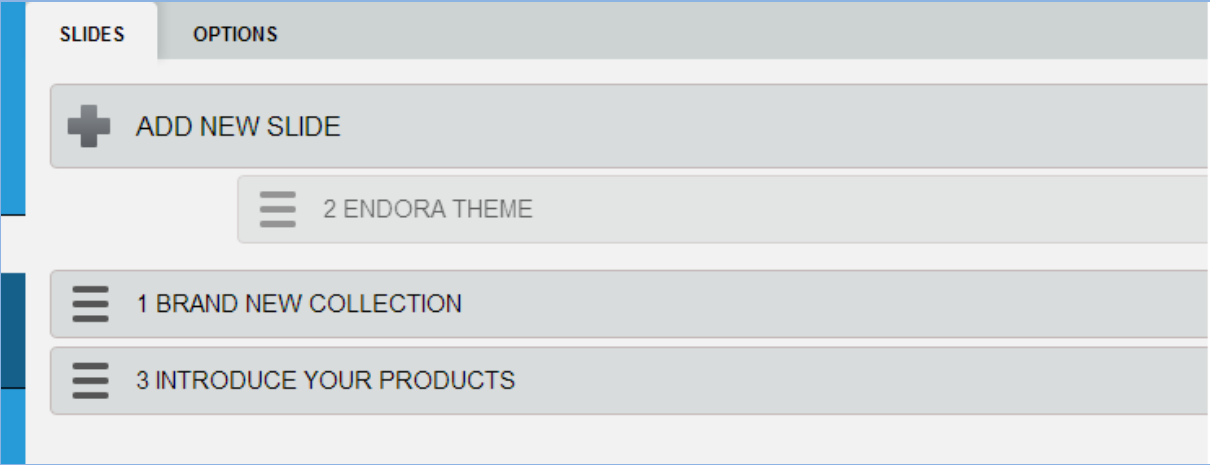 SLIDES OPTIONS
ADD NEW SLIDE
2 ENDORA THEME
1 BRAND NEW COLLECTION
3 INTRODUCE YOUR PRODUCTS